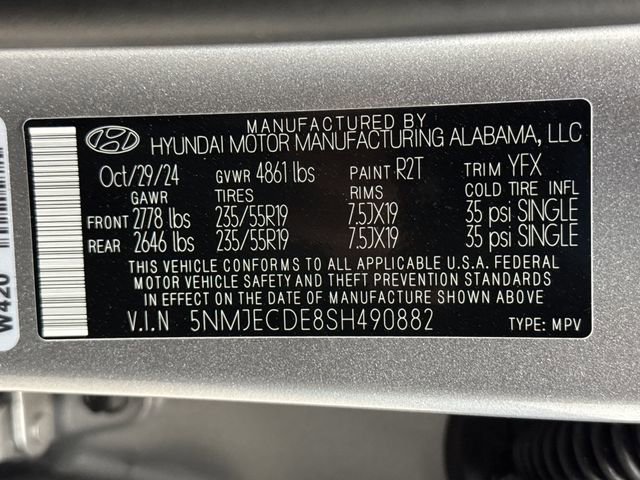 MANUFACTURED BY
HYUNDAI MOTOR MANUFACTURING ALABAMA, LLC
Oct/29/24 GVWR 4861 lbs PAINT R2T TRIM YFX
GAWR TIRES RIMS COLD TIRE INFL
FRONT 2778 lbs 235/55R19 7.5JX19 35 psi SINGLE
REAR 2646 lbs 235/55R19 7.5JX19 35 psi SINGLE
THIS VEHICLE CONFORMS TO ALL APPLICABLE U.S.A. FEDERAL
MOTOR VEHICLE SAFETY AND THEFT PREVENTION STANDARDS
IN EFFECT ON THE DATE OF MANUFACTURE SHOWN ABOVE.
V.I.N 5NMJECDE8SH490882 TYPE: MPV
W420